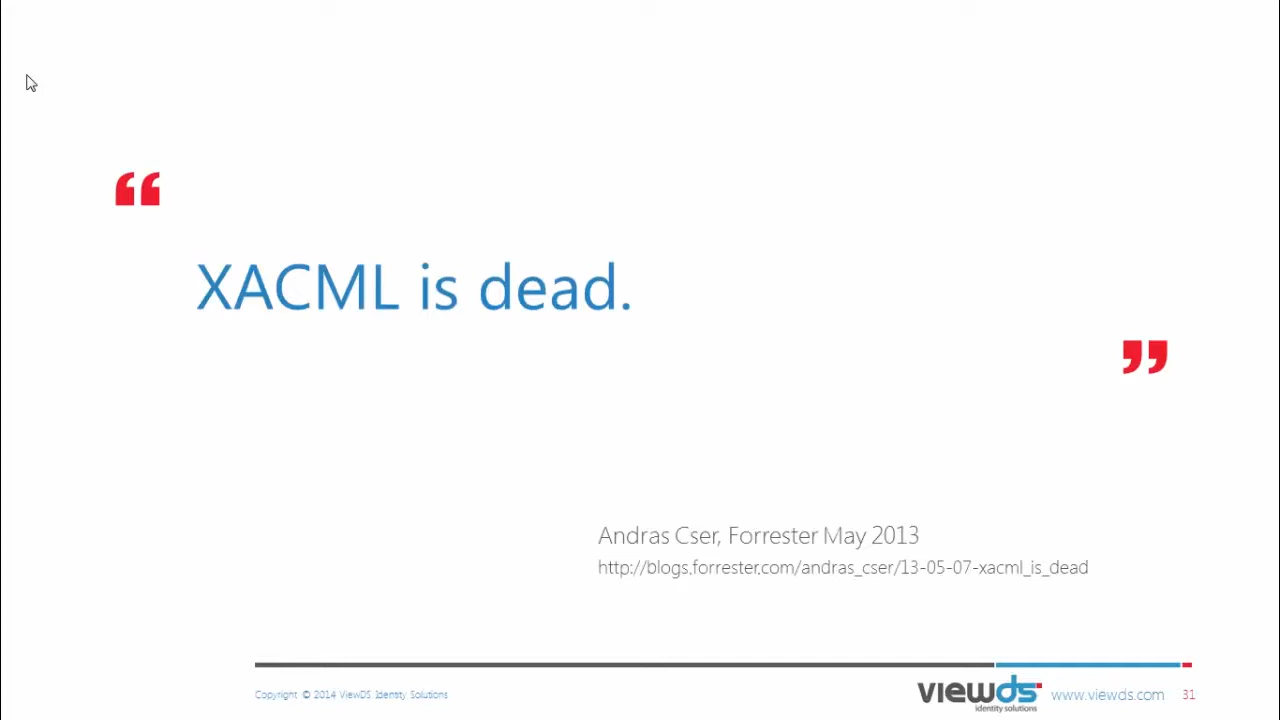 “
XACML is dead.
”
Andras Cser, Forrester May 2013
http://blogs.forrester.com/andras_cser/13-05-07-xacml_is_dead
Copyright © 2014 ViewDS Identity Solutions
viewds
identity solutions
www.viewds.com
31